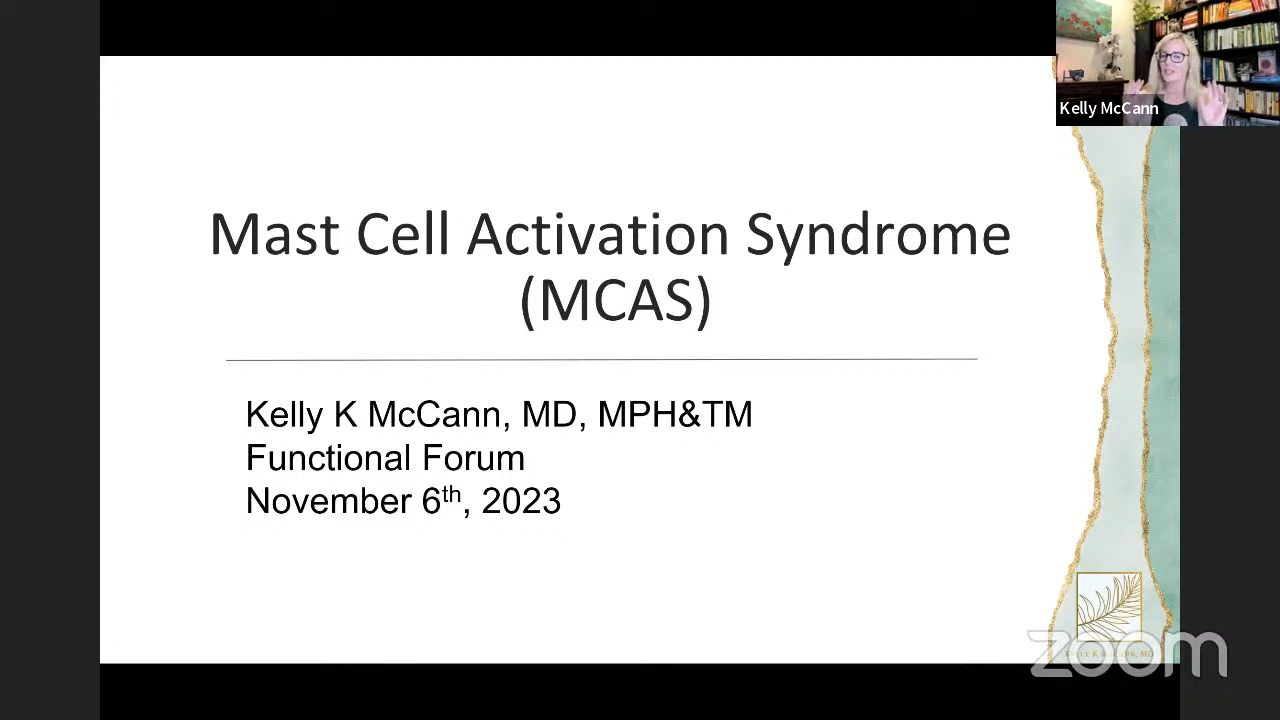 Kelly McCann
Mast Cell Activation Syndrome
(MCAS)
Kelly K McCann, MD, MPH&TM
Functional Forum
November 6th, 2023
zoom